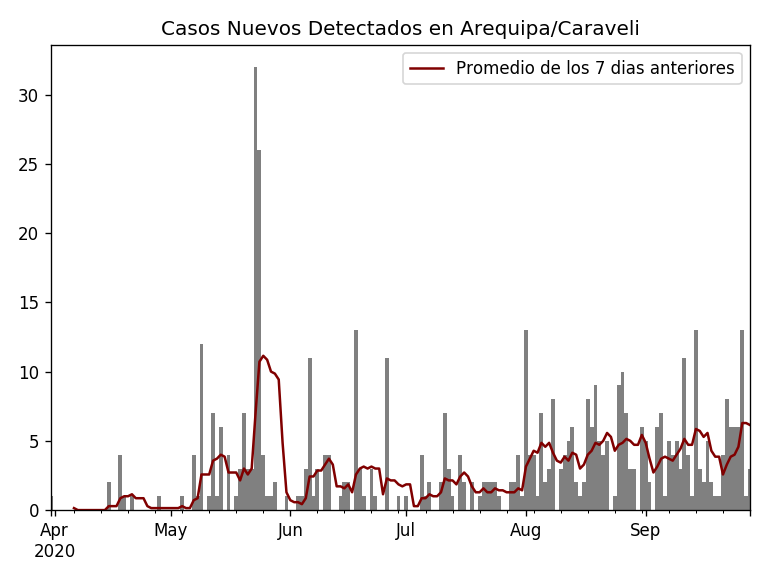 Casos Nuevos Detectados en Arequipa/Caraveli
Promedio de los 7 dias anteriores
30
25
20
15
10
5
0
Apr May Jun Jul Aug Sep
2020